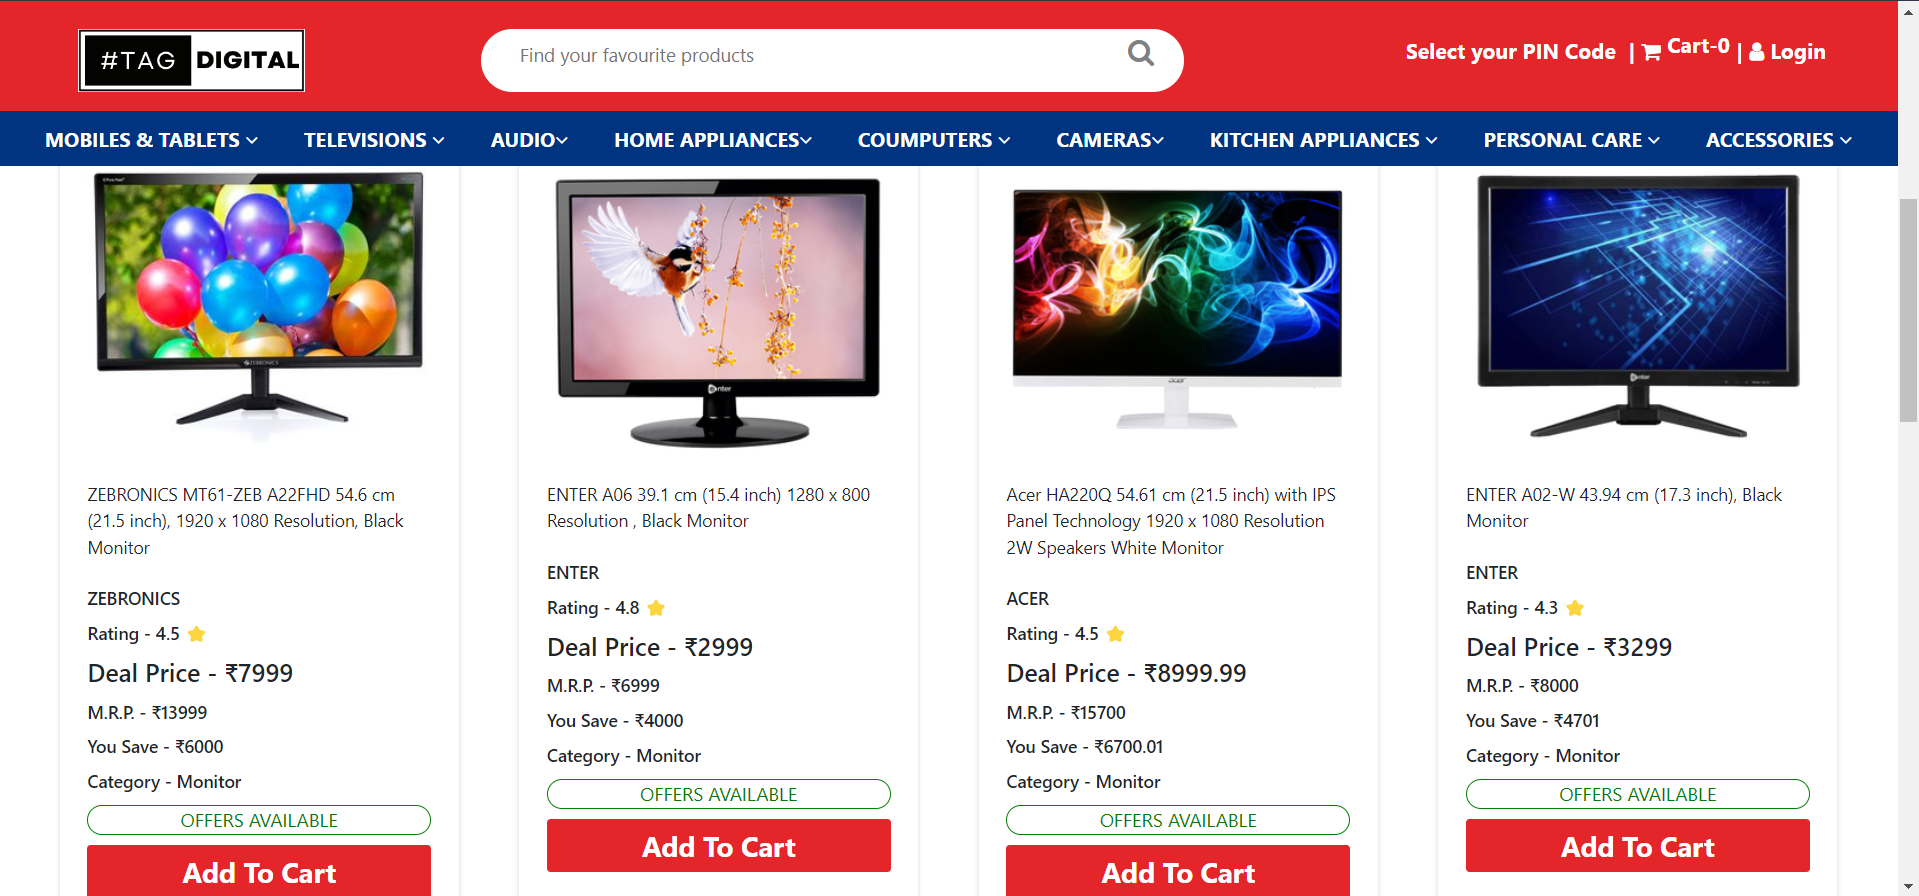 #TAG DIGITAL
Find your favourite products
Select your PIN Code | Cart-0 | Login
MOBILES & TABLETS TELEVISIONS AUDIO HOME APPLIANCES COUMPUTERS CAMERAS KITCHEN APPLIANCES PERSONAL CARE ACCESSORIES
ZEBRONICS
ZEBRONICS MT61-ZEB A22FHD 54.6 cm
(21.5 inch), 1920 x 1080 Resolution, Black
Monitor
ZEBRONICS
Rating - 4.5
Deal Price - ₹7999
M.R.P. - ₹13999
You Save - ₹6000
Category - Monitor
OFFERS AVAILABLE
Add To Cart
enter
ENTER A06 39.1 cm (15.4 inch) 1280 x 800
Resolution , Black Monitor
ENTER
Rating - 4.8
Deal Price - ₹2999
M.R.P. - ₹6999
You Save - ₹4000
Category - Monitor
OFFERS AVAILABLE
Add To Cart
acer
Acer HA220Q 54.61 cm (21.5 inch) with IPS
Panel Technology 1920 x 1080 Resolution
2W Speakers White Monitor
ACER
Rating - 4.5
Deal Price - ₹8999.99
M.R.P. - ₹15700
You Save - ₹6700.01
Category - Monitor
OFFERS AVAILABLE
Add To Cart
enter
ENTER A02-W 43.94 cm (17.3 inch), Black
Monitor
ENTER
Rating - 4.3
Deal Price - ₹3299
M.R.P. - ₹8000
You Save - ₹4701
Category - Monitor
OFFERS AVAILABLE
Add To Cart